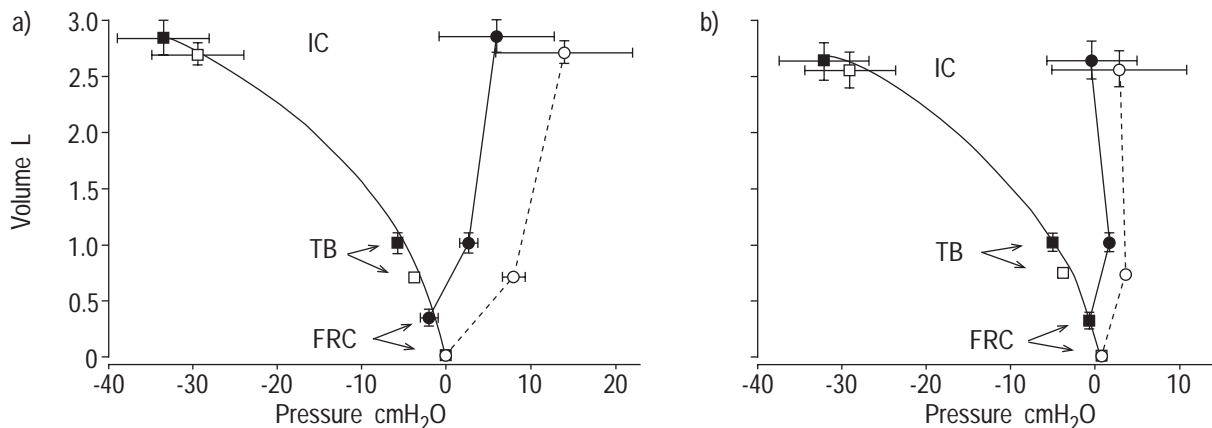 a)
Volume L
3.0
2.5
2.0
1.5
1.0
0.5
0
IC
TB
FRC
-40 -30 -20 -10 0 10 20
Pressure cmH₂O
b)
IC
TB
FRC
-40 -30 -20 -10 0 10
Pressure cmH₂O